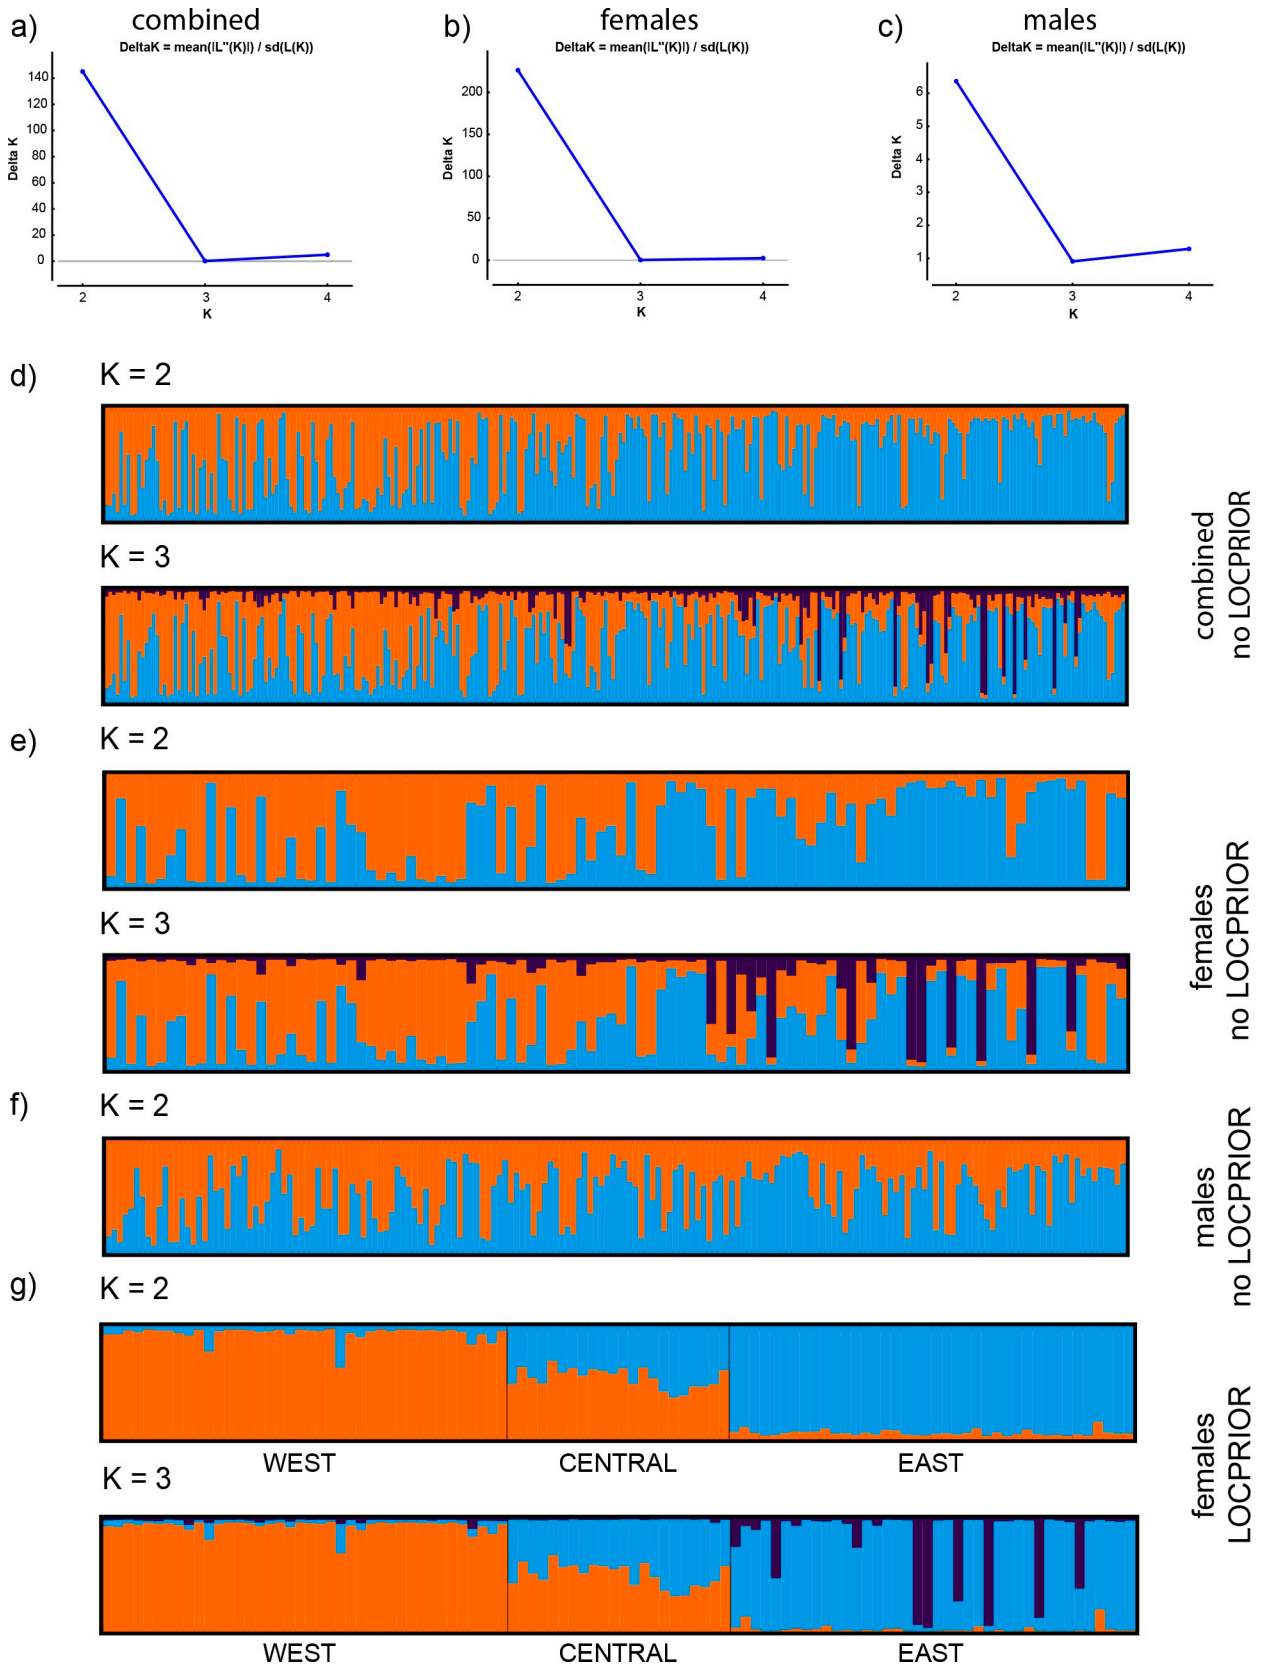 a) combined
DeltaK = mean(|L"(K)|) / sd(L(K))
Delta K
140
120
100
80
60
40
20
0
2 3 4
K
b) females
DeltaK = mean(|L"(K)|) / sd(L(K))
Delta K
200
150
100
50
0
2 3 4
K
c) males
DeltaK = mean(|L"(K)|) / sd(L(K))
Delta K
6
5
4
3
2
1
2 3 4
K
d) K = 2
K = 3
combined
no LOCPRIOR
e) K = 2
K = 3
females
no LOCPRIOR
f) K = 2
males
no LOCPRIOR
g) K = 2
WEST CENTRAL EAST
K = 3
WEST CENTRAL EAST
females
LOCPRIOR